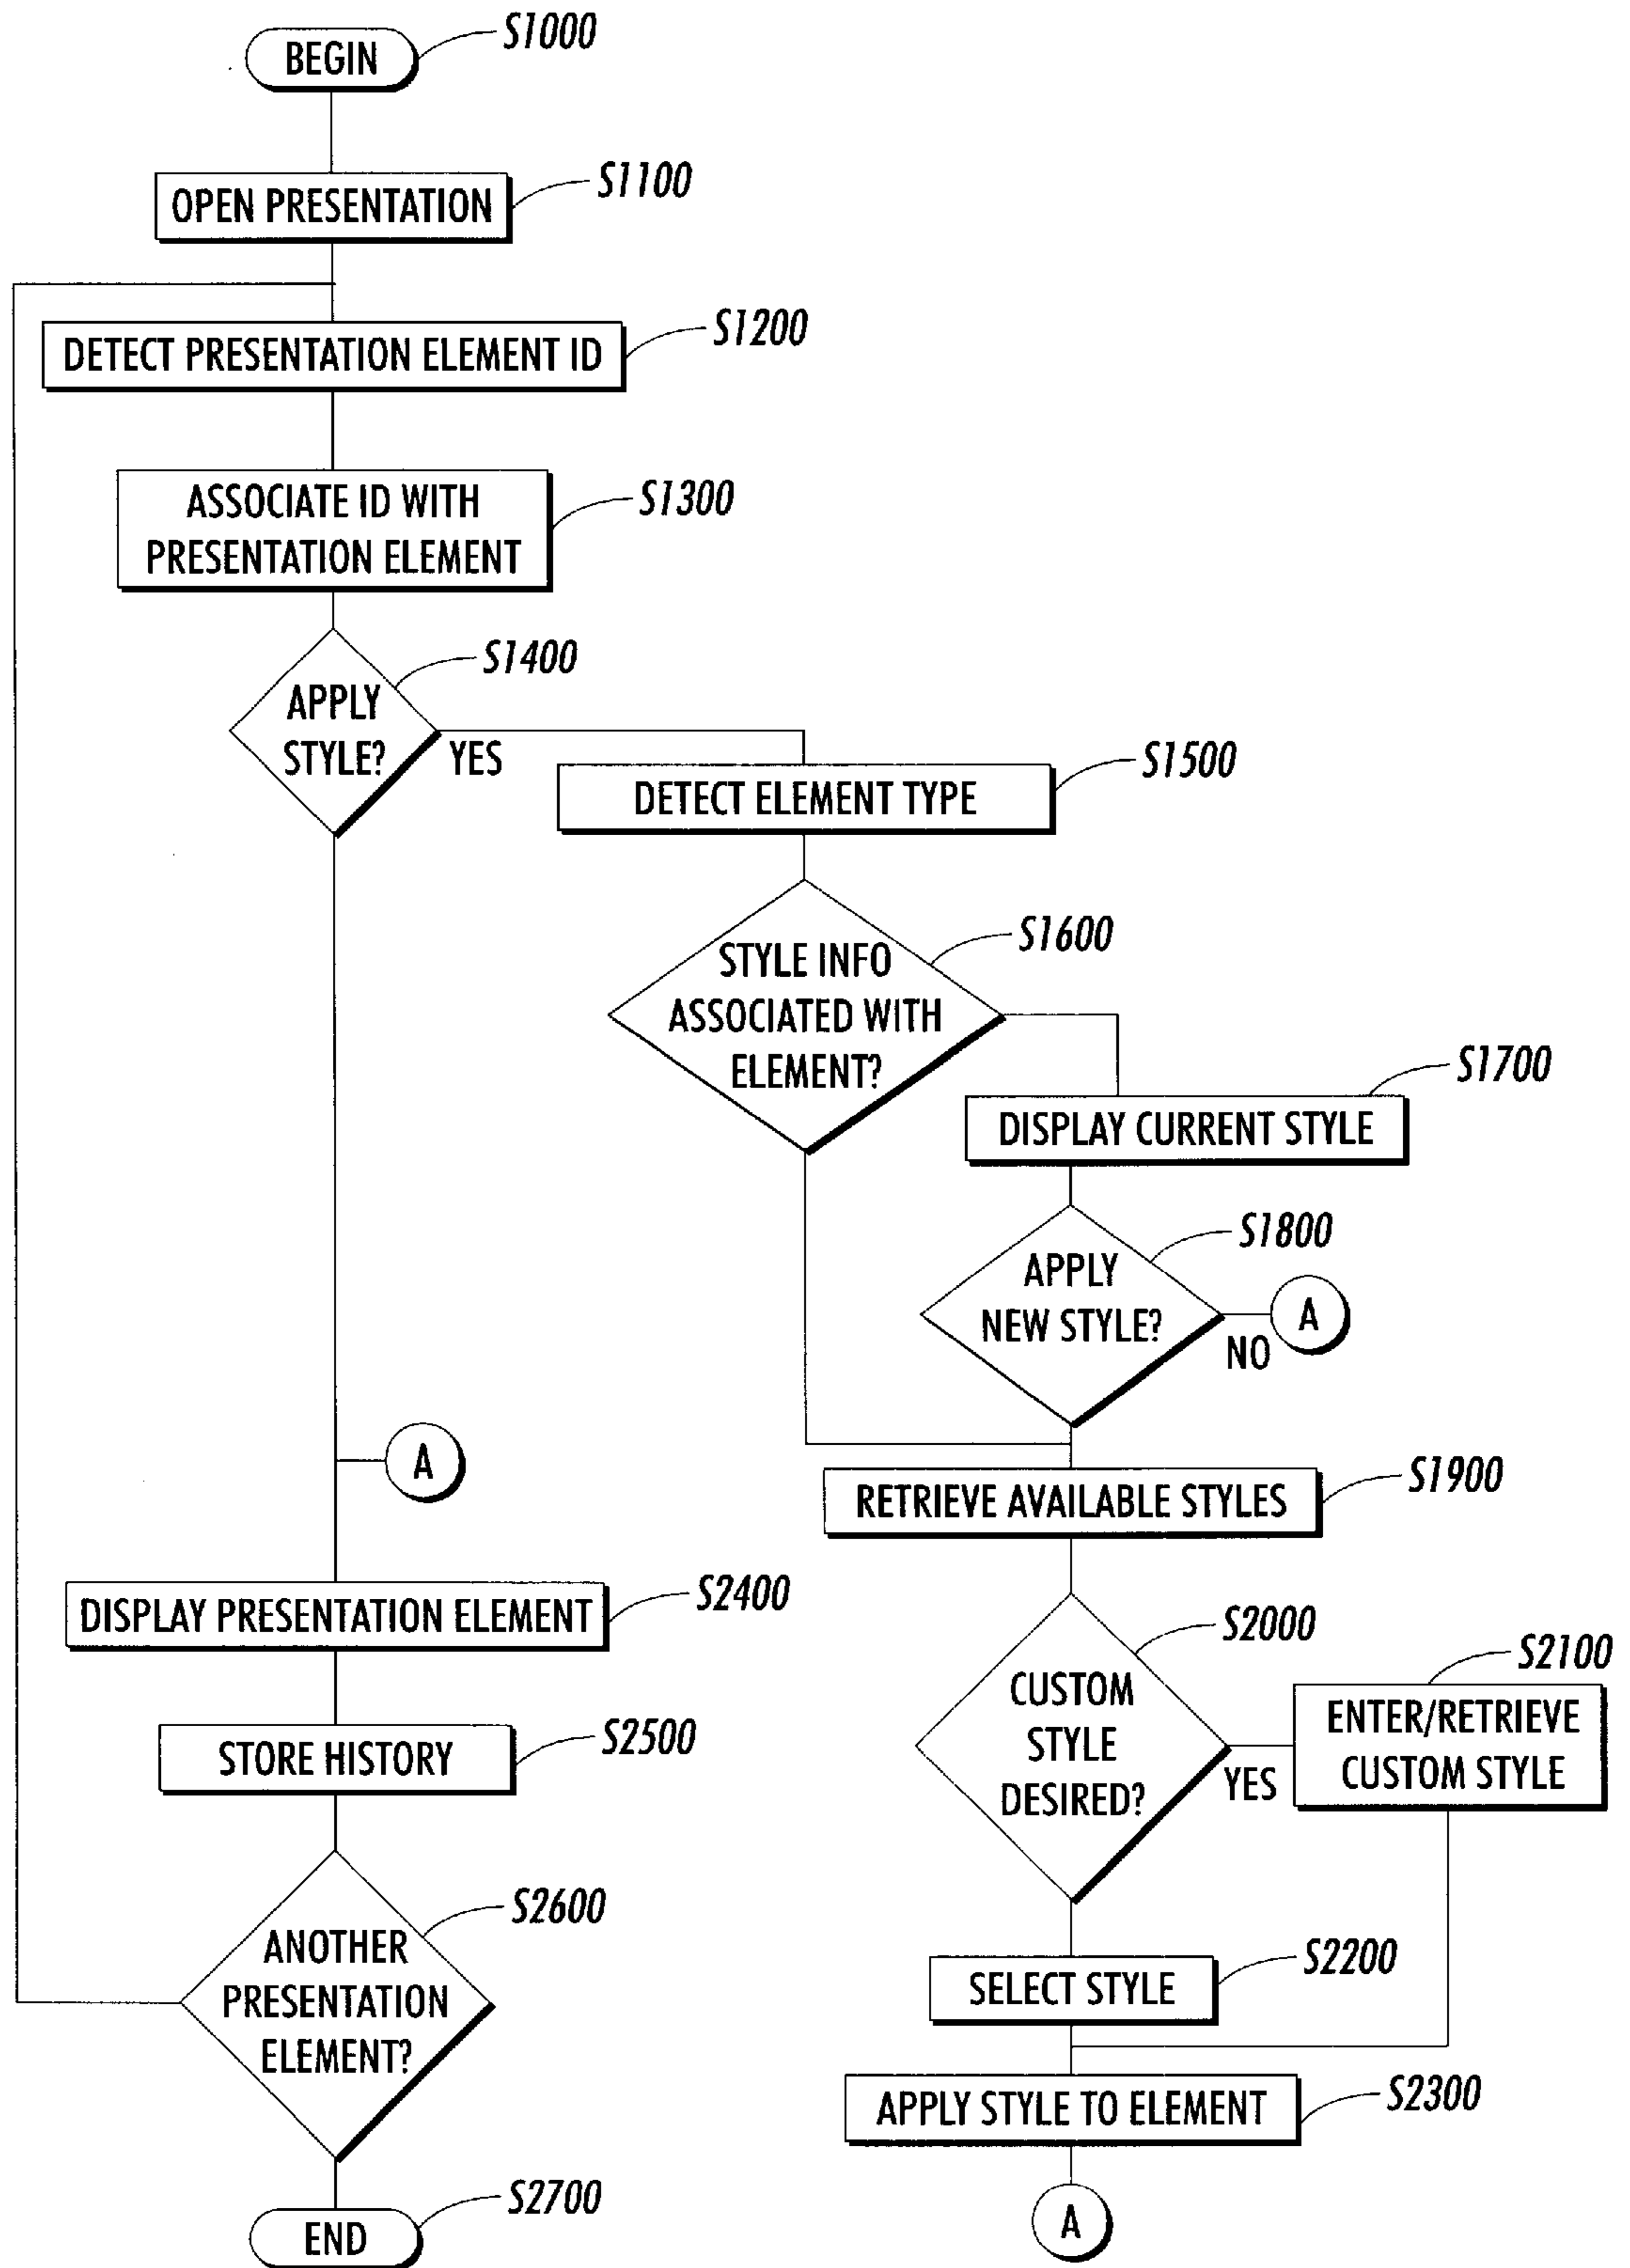 BEGIN
S1000
OPEN PRESENTATION
S1100
DETECT PRESENTATION ELEMENT ID
S1200
ASSOCIATE ID WITH
PRESENTATION ELEMENT
S1300
APPLY
STYLE?
S1400
YES
DETECT ELEMENT TYPE
S1500
STYLE INFO
ASSOCIATED WITH
ELEMENT?
S1600
DISPLAY CURRENT STYLE
S1700
APPLY
NEW STYLE?
S1800
NO
A
A
RETRIEVE AVAILABLE STYLES
S1900
CUSTOM
STYLE
DESIRED?
S2000
YES
ENTER/RETRIEVE
CUSTOM STYLE
S2100
SELECT STYLE
S2200
APPLY STYLE TO ELEMENT
S2300
A
DISPLAY PRESENTATION ELEMENT
S2400
STORE HISTORY
S2500
ANOTHER
PRESENTATION
ELEMENT?
S2600
END
S2700